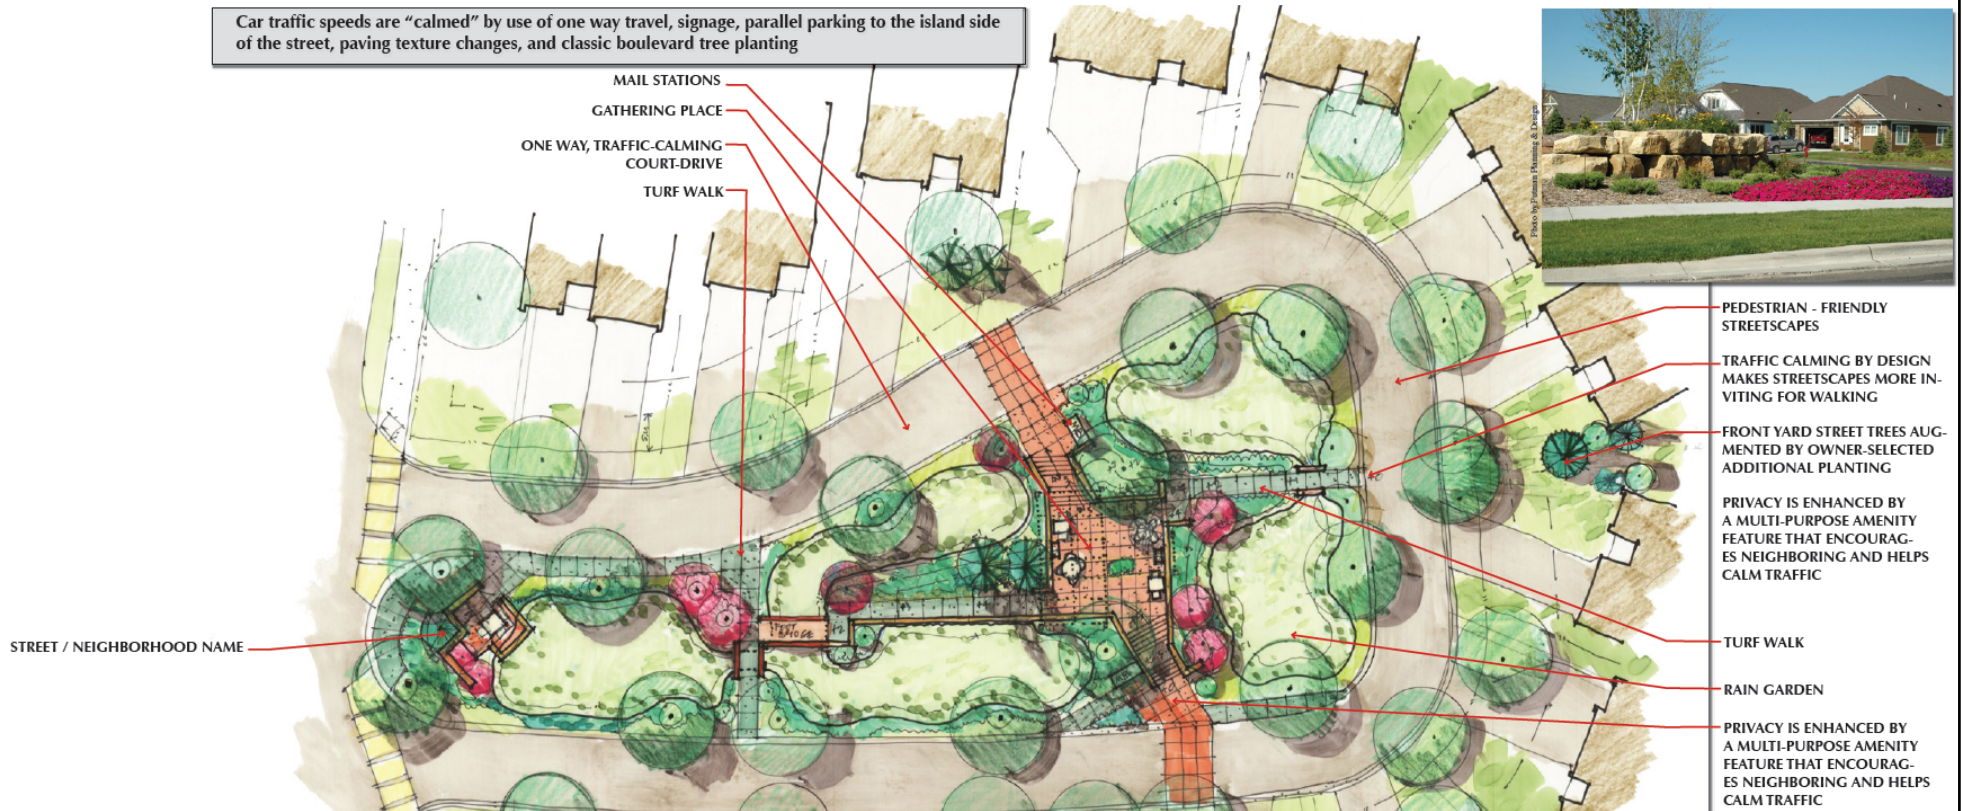 Car traffic speeds are “calmed” by use of one way travel, signage, parallel parking to the island side
of the street, paving texture changes, and classic boulevard tree planting
MAIL STATIONS
GATHERING PLACE
ONE WAY, TRAFFIC-CALMING
COURT-DRIVE
TURF WALK
STREET / NEIGHBORHOOD NAME
Photo by Putman Planning & Design
PEDESTRIAN - FRIENDLY
STREETSCAPES
TRAFFIC CALMING BY DESIGN
MAKES STREETSCAPES MORE IN-
VITING FOR WALKING
FRONT YARD STREET TREES AUG-
MENTED BY OWNER-SELECTED
ADDITIONAL PLANTING
PRIVACY IS ENHANCED BY
A MULTI-PURPOSE AMENITY
FEATURE THAT ENCOURAG-
ES NEIGHBORING AND HELPS
CALM TRAFFIC
TURF WALK
RAIN GARDEN
PRIVACY IS ENHANCED BY
A MULTI-PURPOSE AMENITY
FEATURE THAT ENCOURAG-
ES NEIGHBORING AND HELPS
CALM TRAFFIC